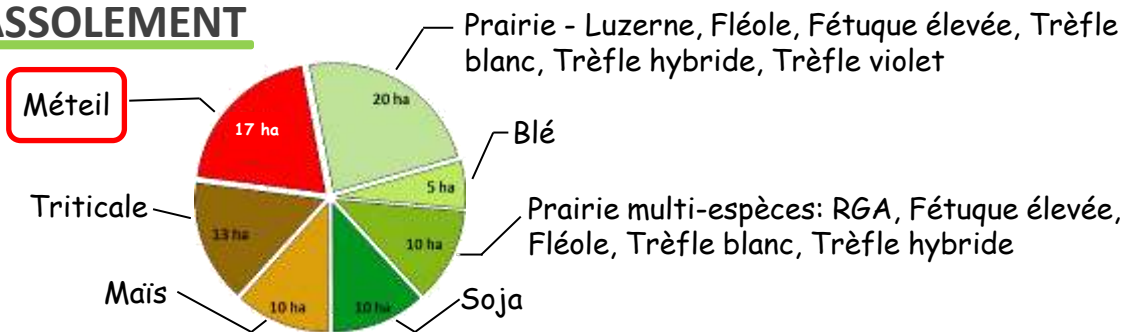 ASSOLEMENT
Prairie - Luzerne, Fléole, Fétuque élevée, Trèfle
blanc, Trèfle hybride, Trèfle violet
Méteil
20 ha
17 ha
Blé
5 ha
Triticale
Prairie multi-espèces: RGA, Fétuque élevée,
Fléole, Trèfle blanc, Trèfle hybride
13 ha
10 ha
Maïs
10 ha
10 ha
Soja